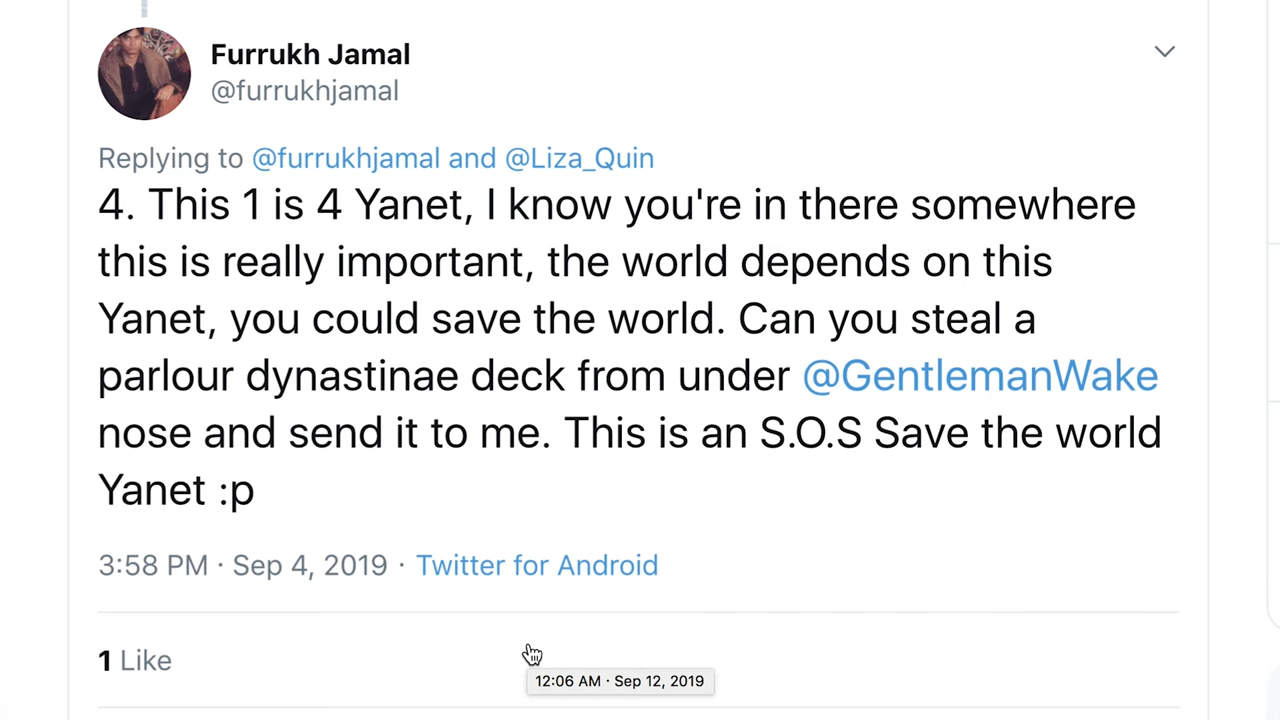 Furrukh Jamal
@furrukhjamal
Replying to @furrukhjamal and @Liza_Quin
4. This 1 is 4 Yanet, I know you're in there somewhere
this is really important, the world depends on this
Yanet, you could save the world. Can you steal a
parlour dynastinae deck from under @GentlemanWake
nose and send it to me. This is an S.O.S Save the world
Yanet :p
3:58 PM · Sep 4, 2019 · Twitter for Android
1 Like
12:06 AM · Sep 12, 2019